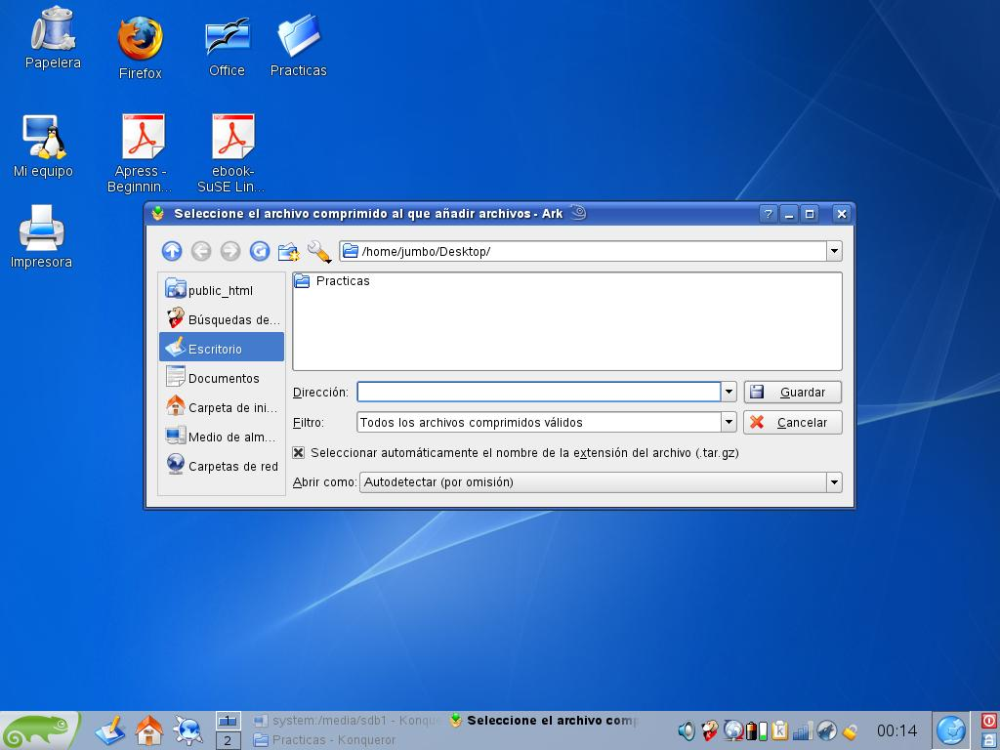 Papelera
Firefox
Office
Practicas
Mi equipo
Apress -
Beginnin...
ebook-
SuSE Lin...
Impresora
Seleccione el archivo comprimido al que añadir archivos - Ark
/home/jumbo/Desktop/
public_html
Búsquedas de...
Escritorio
Documentos
Carpeta de ini...
Medio de alm...
Carpetas de red
Practicas
Dirección:
Guardar
Filtro:
Todos los archivos comprimidos válidos
Cancelar
Seleccionar automáticamente el nombre de la extensión del archivo (.tar.gz)
Abrir como:
Autodetectar (por omisión)
1
2
system:/media/sdb1 - Konque
Practicas - Konqueror
Seleccione el archivo comp
00:14